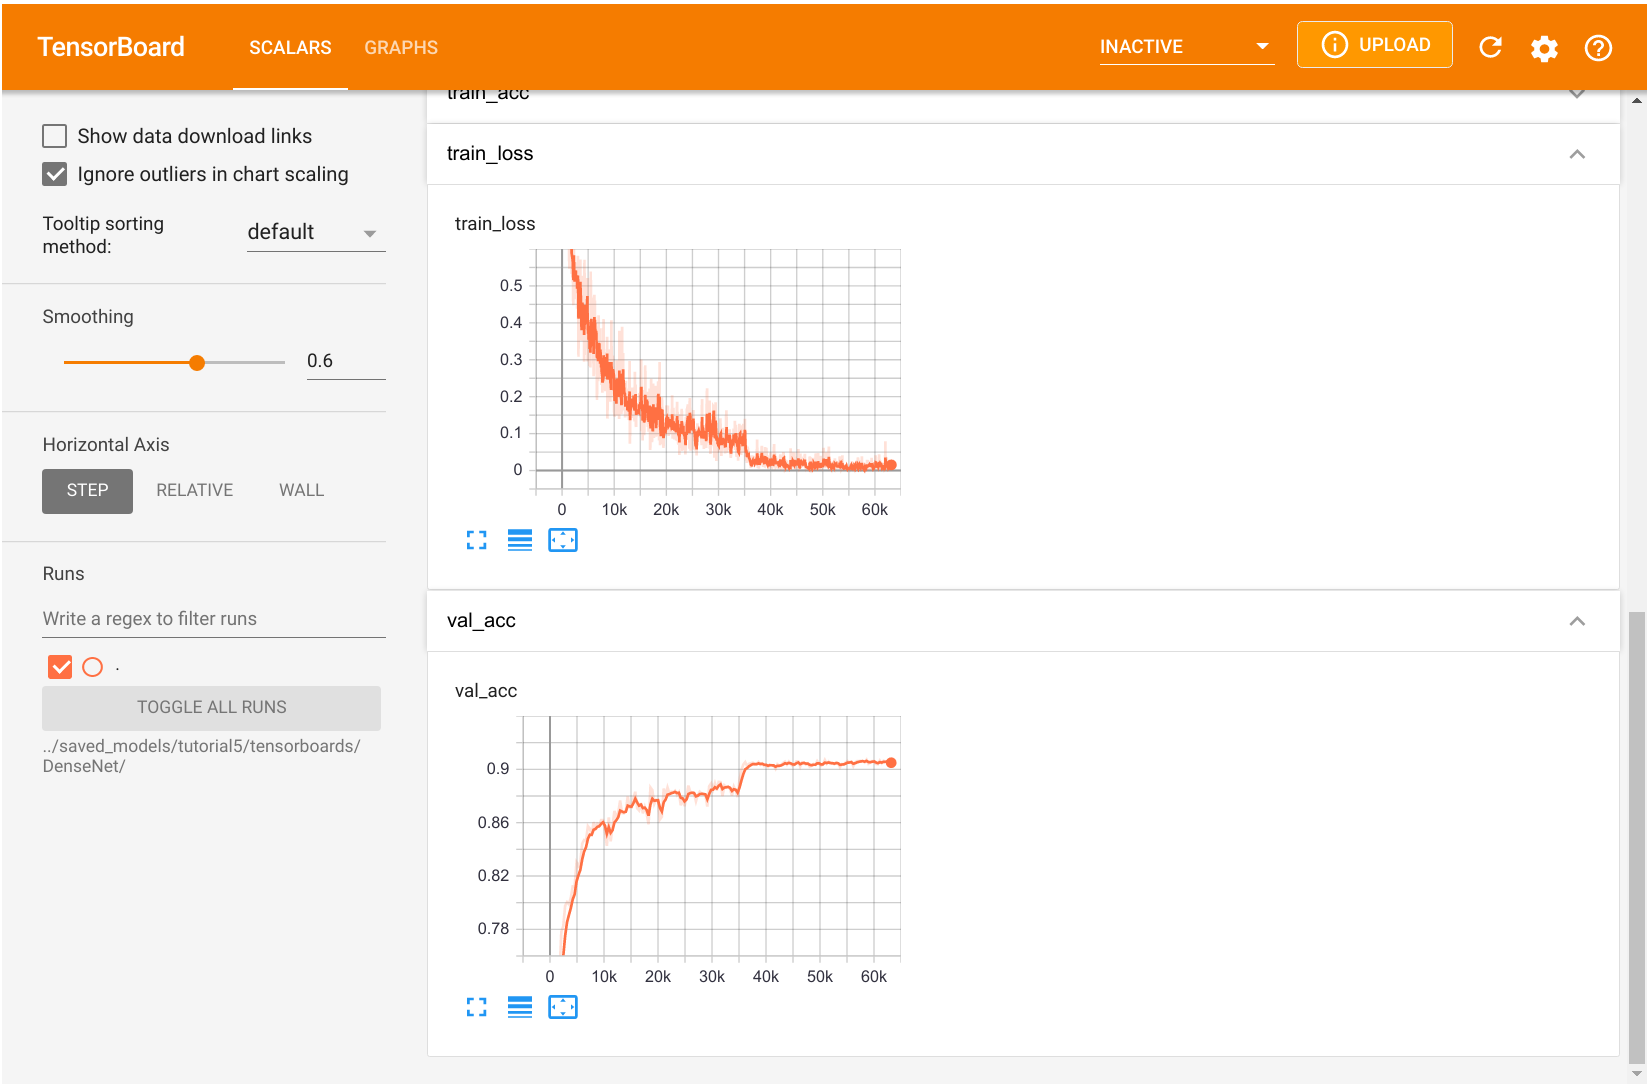 TensorBoard
SCALARS
GRAPHS
INACTIVE
UPLOAD
Show data download links
Ignore outliers in chart scaling
Tooltip sorting
method:
default
Smoothing
0.6
Horizontal Axis
STEP
RELATIVE
WALL
Runs
Write a regex to filter runs
.
TOGGLE ALL RUNS
../saved_models/tutorial5/tensorboards/
DenseNet/
train_acc
train_loss
train_loss
0.5
0.4
0.3
0.2
0.1
0
0 10k 20k 30k 40k 50k 60k
val_acc
val_acc
0.9
0.86
0.82
0.78
0 10k 20k 30k 40k 50k 60k